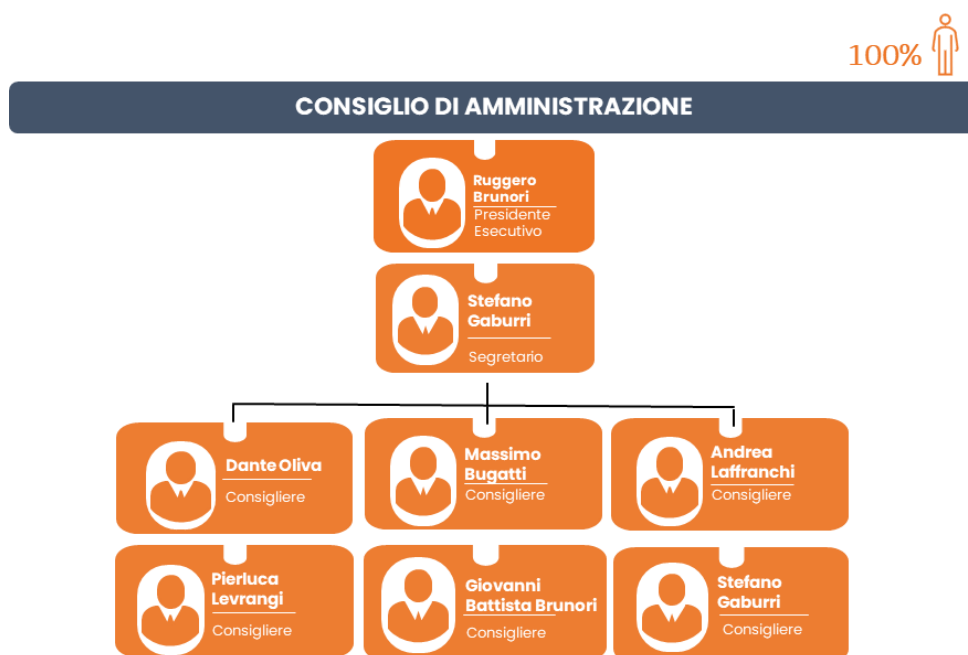 100%
CONSIGLIO DI AMMINISTRAZIONE
Ruggero
Brunori
Presidente
Esecutivo
Stefano
Gaburri
Segretario
Dante Oliva
Consigliere
Massimo
Bugatti
Consigliere
Andrea
Laffranchi
Consigliere
Pierluca
Levrangi
Consigliere
Giovanni
Battista Brunori
Consigliere
Stefano
Gaburri
Consigliere